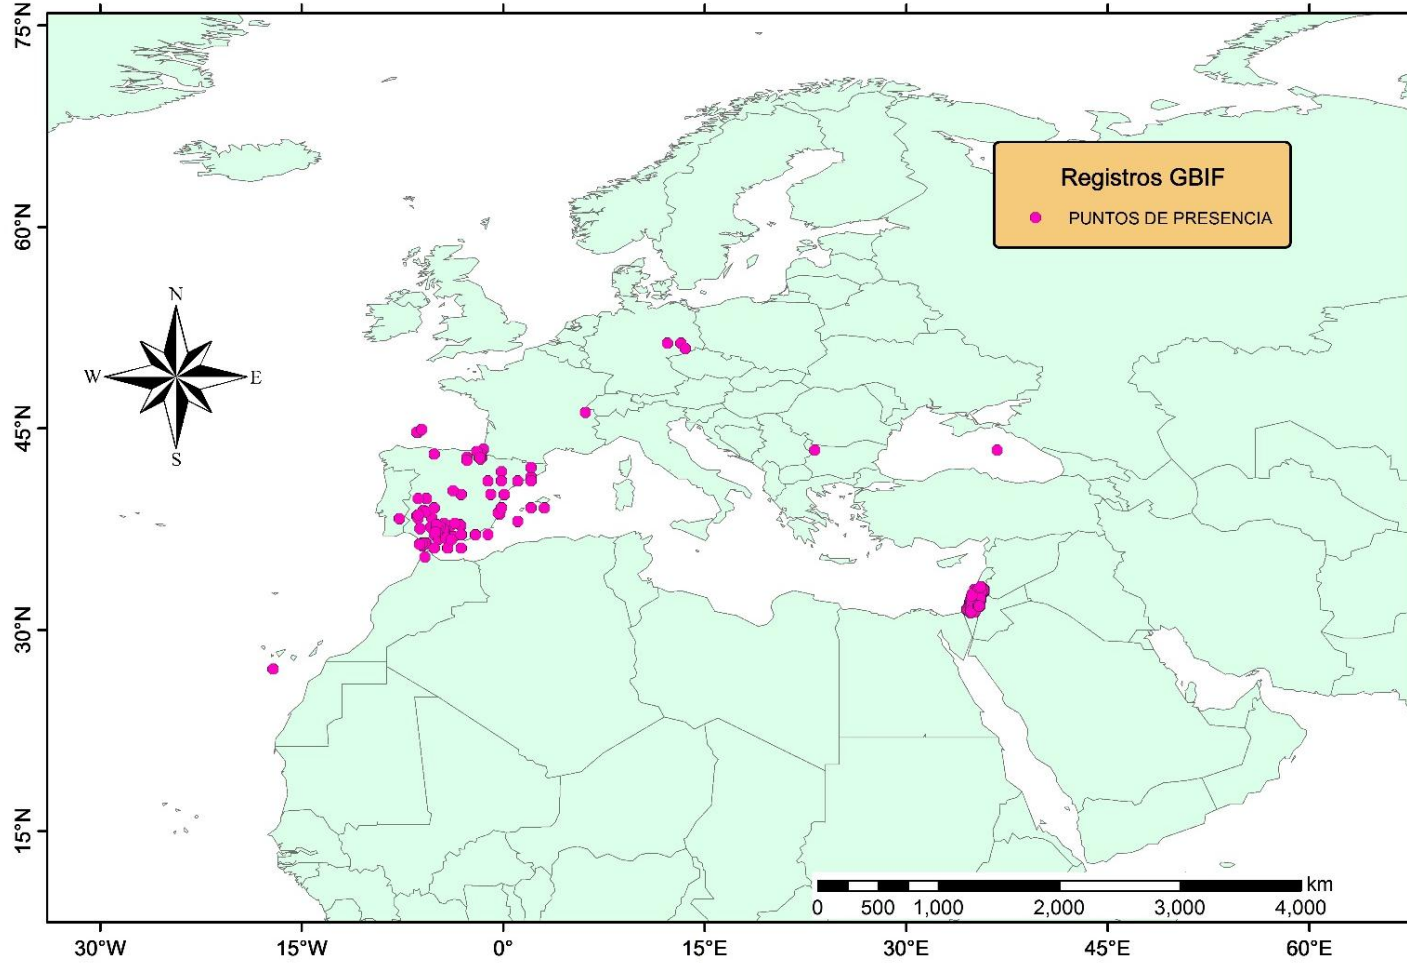 75°N
60°N
45°N
30°N
15°N
Registros GBIF
PUNTOS DE PRESENCIA
N
W E
S
km
0 500 1,000 2,000 3,000 4,000
30°W 15°W 0° 15°E 30°E 45°E 60°E